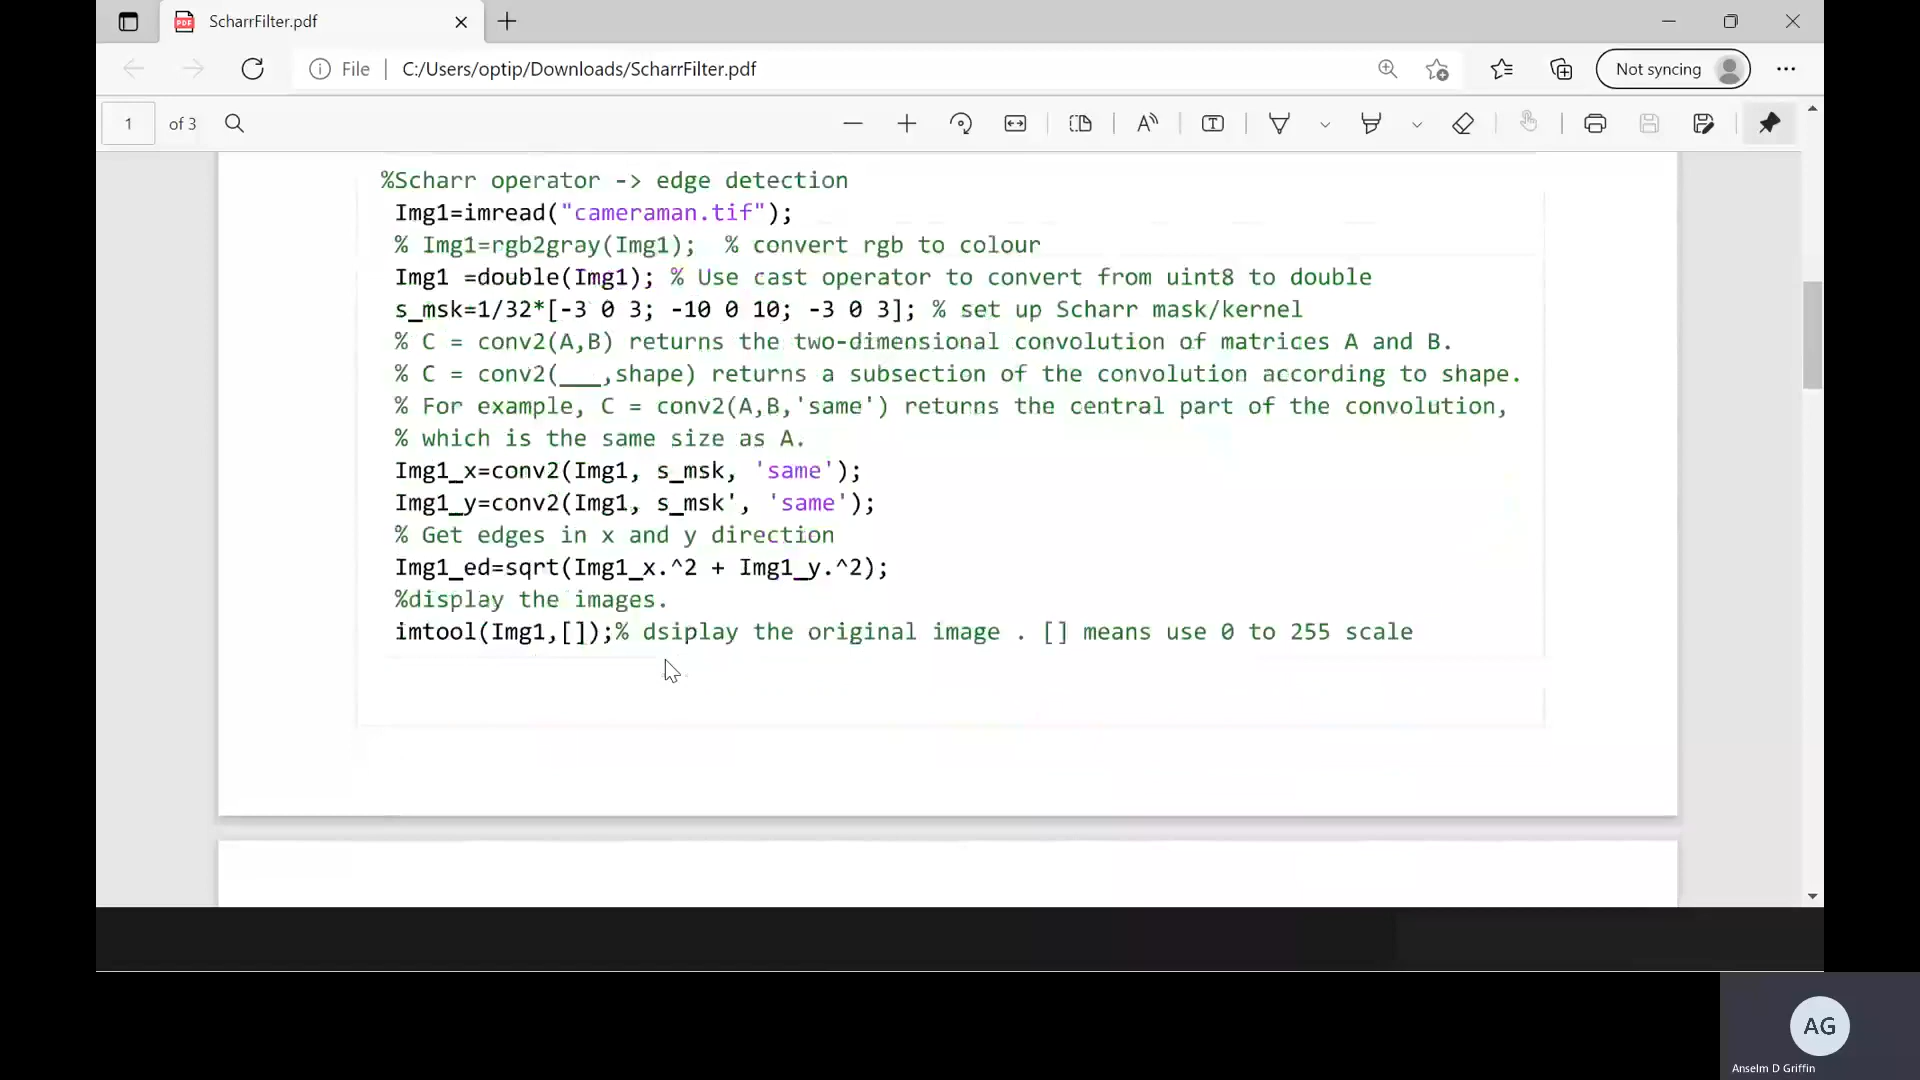 ScharrFilter.pdf
File | C:/Users/optip/Downloads/ScharrFilter.pdf
Not syncing
1 of 3
%Scharr operator -> edge detection
Img1=imread("cameraman.tif");
% Img1=rgb2gray(Img1);  % convert rgb to colour
Img1 =double(Img1); % Use cast operator to convert from uint8 to double
s_msk=1/32*[-3 0 3; -10 0 10; -3 0 3]; % set up Scharr mask/kernel
% C = conv2(A,B) returns the two-dimensional convolution of matrices A and B.
% C = conv2(___,shape) returns a subsection of the convolution according to shape.
% For example, C = conv2(A,B,'same') returns the central part of the convolution,
% which is the same size as A.
Img1_x=conv2(Img1, s_msk, 'same');
Img1_y=conv2(Img1, s_msk', 'same');
% Get edges in x and y direction
Img1_ed=sqrt(Img1_x.^2 + Img1_y.^2);
%display the images.
imtool(Img1,[]);% dsiplay the original image . [] means use 0 to 255 scale
AG
Anselm D Griffin